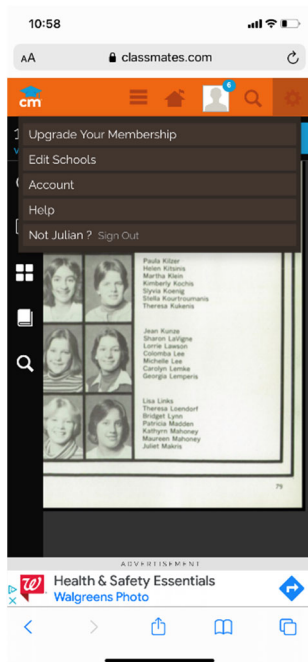 10:58
AA
classmates.com
cm
6
Upgrade Your Membership
Edit Schools
Account
Help
Not Julian ? Sign Out
Paula Kilzer
Helen Kitsinis
Martha Klein
Kimberly Kochis
Slyvia Koenig
Stella Kourtroumanis
Theresa Kukenis
Jean Kunze
Sharon LaVigne
Lorrie Lawson
Colomba Lee
Michelle Lee
Carolyn Lemke
Georgia Lemperis
Lisa Links
Theresa Loendorf
Bridget Lynn
Patricia Madden
Kathyrn Mahoney
Maureen Mahoney
Juliet Makris
79
ADVERTISEMENT
Health & Safety Essentials
Walgreens Photo